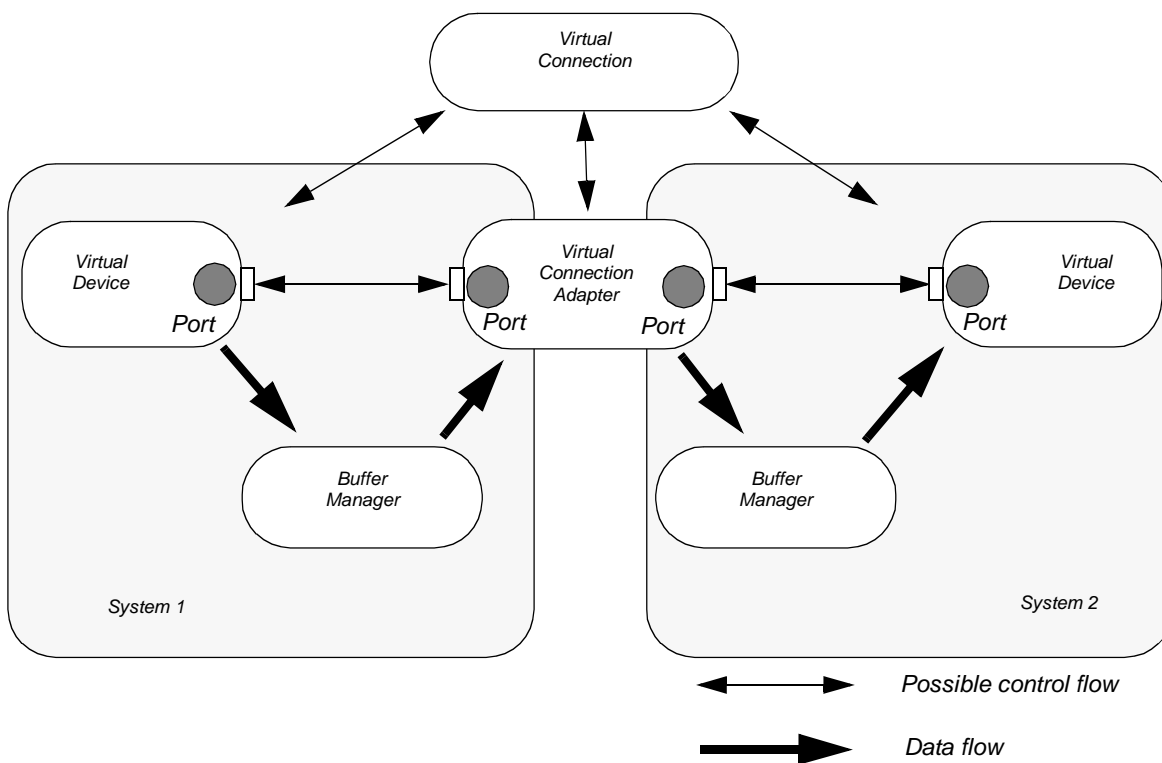 Virtual
Connection
Virtual
Device
Port
Port
Virtual
Connection
Adapter
Port
Virtual
Device
Port
Buffer
Manager
Buffer
Manager
System 1
System 2
Possible control flow
Data flow